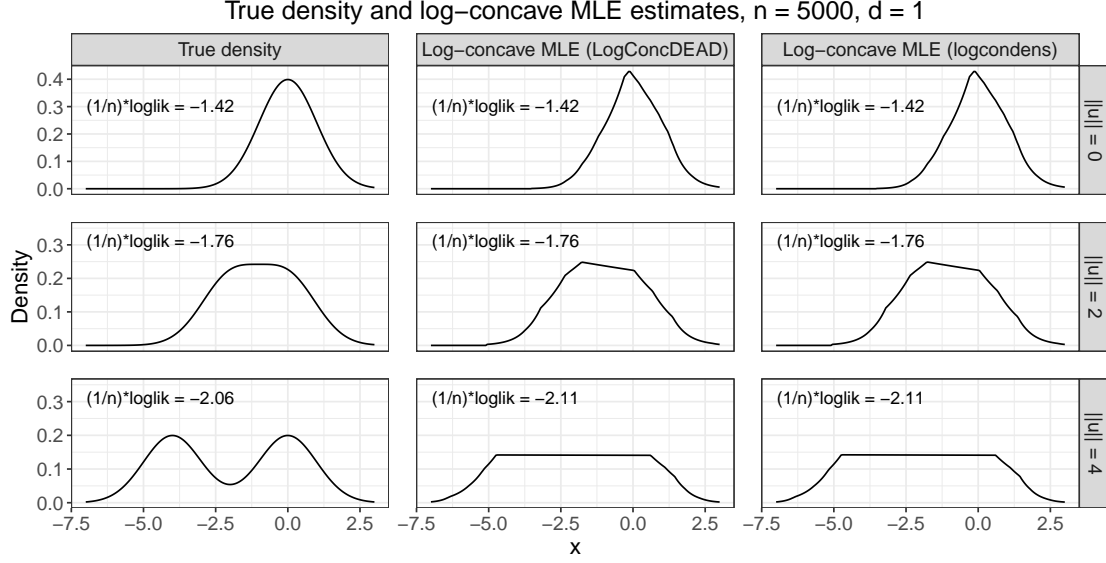 True density and log−concave MLE estimates, n = 5000, d = 1
True density
Log−concave MLE (LogConcDEAD)
Log−concave MLE (logcondens)
Density
0.4
0.3
0.2
0.1
0.0
(1/n)*loglik = −1.42
(1/n)*loglik = −1.42
(1/n)*loglik = −1.42
||u|| = 0
0.3
0.2
0.1
0.0
(1/n)*loglik = −1.76
(1/n)*loglik = −1.76
(1/n)*loglik = −1.76
||u|| = 2
0.3
0.2
0.1
0.0
(1/n)*loglik = −2.06
(1/n)*loglik = −2.11
(1/n)*loglik = −2.11
||u|| = 4
−7.5 −5.0 −2.5 0.0 2.5
−7.5 −5.0 −2.5 0.0 2.5
−7.5 −5.0 −2.5 0.0 2.5
x